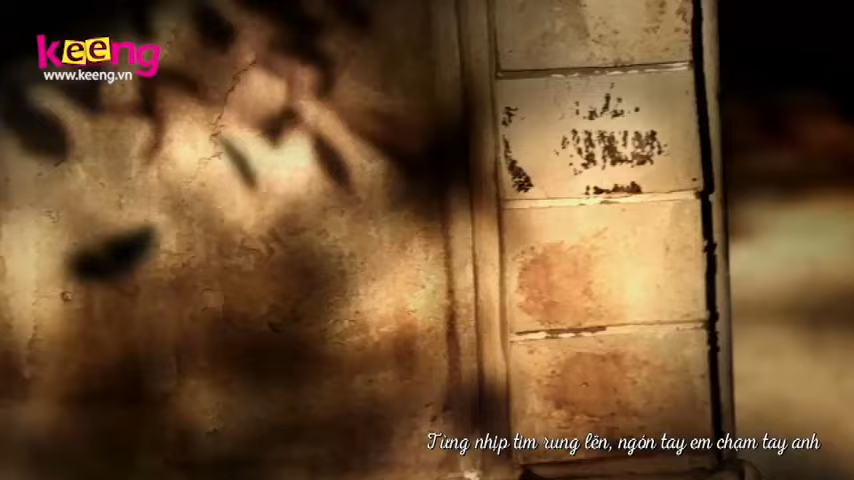 keeng
www.keeng.vn
Từng nhịp tim rung lên, ngón tay em chạm tay anh